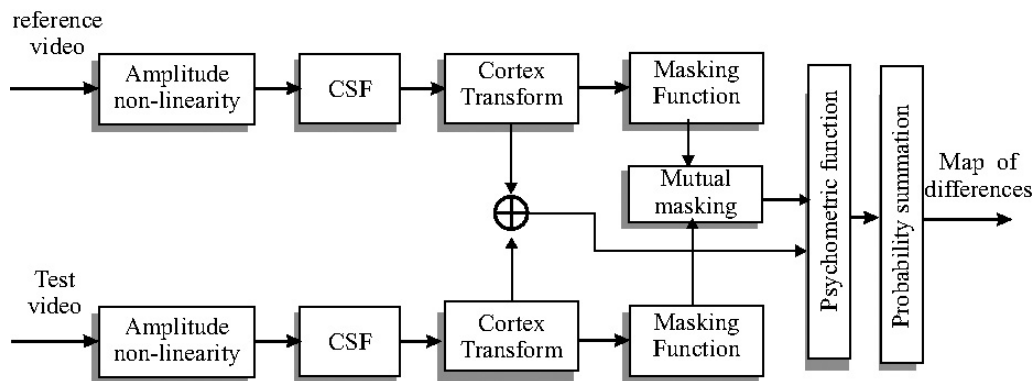 reference
video
Amplitude
non-linearity
CSF
Cortex
Transform
Masking
Function
Mutual
masking
Psychometric function
Probability summation
Map of
differences
Test
video
Amplitude
non-linearity
CSF
Cortex
Transform
Masking
Function